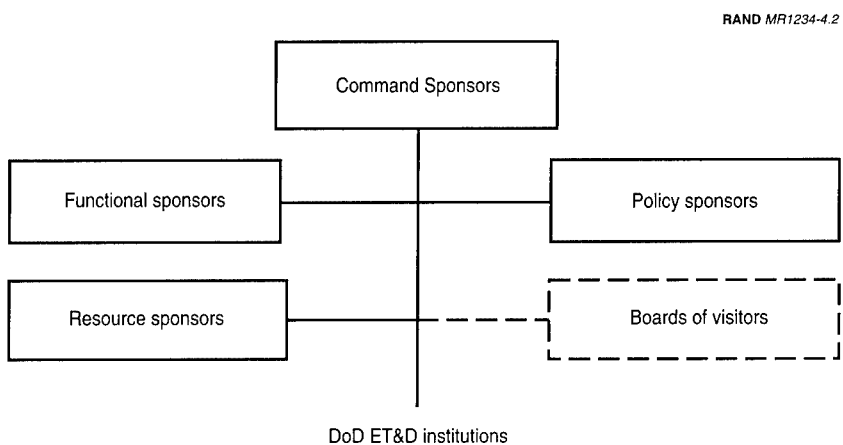 RAND MR1234-4.2
Command Sponsors
Functional sponsors
Policy sponsors
Resource sponsors
Boards of visitors
DoD ET&D institutions